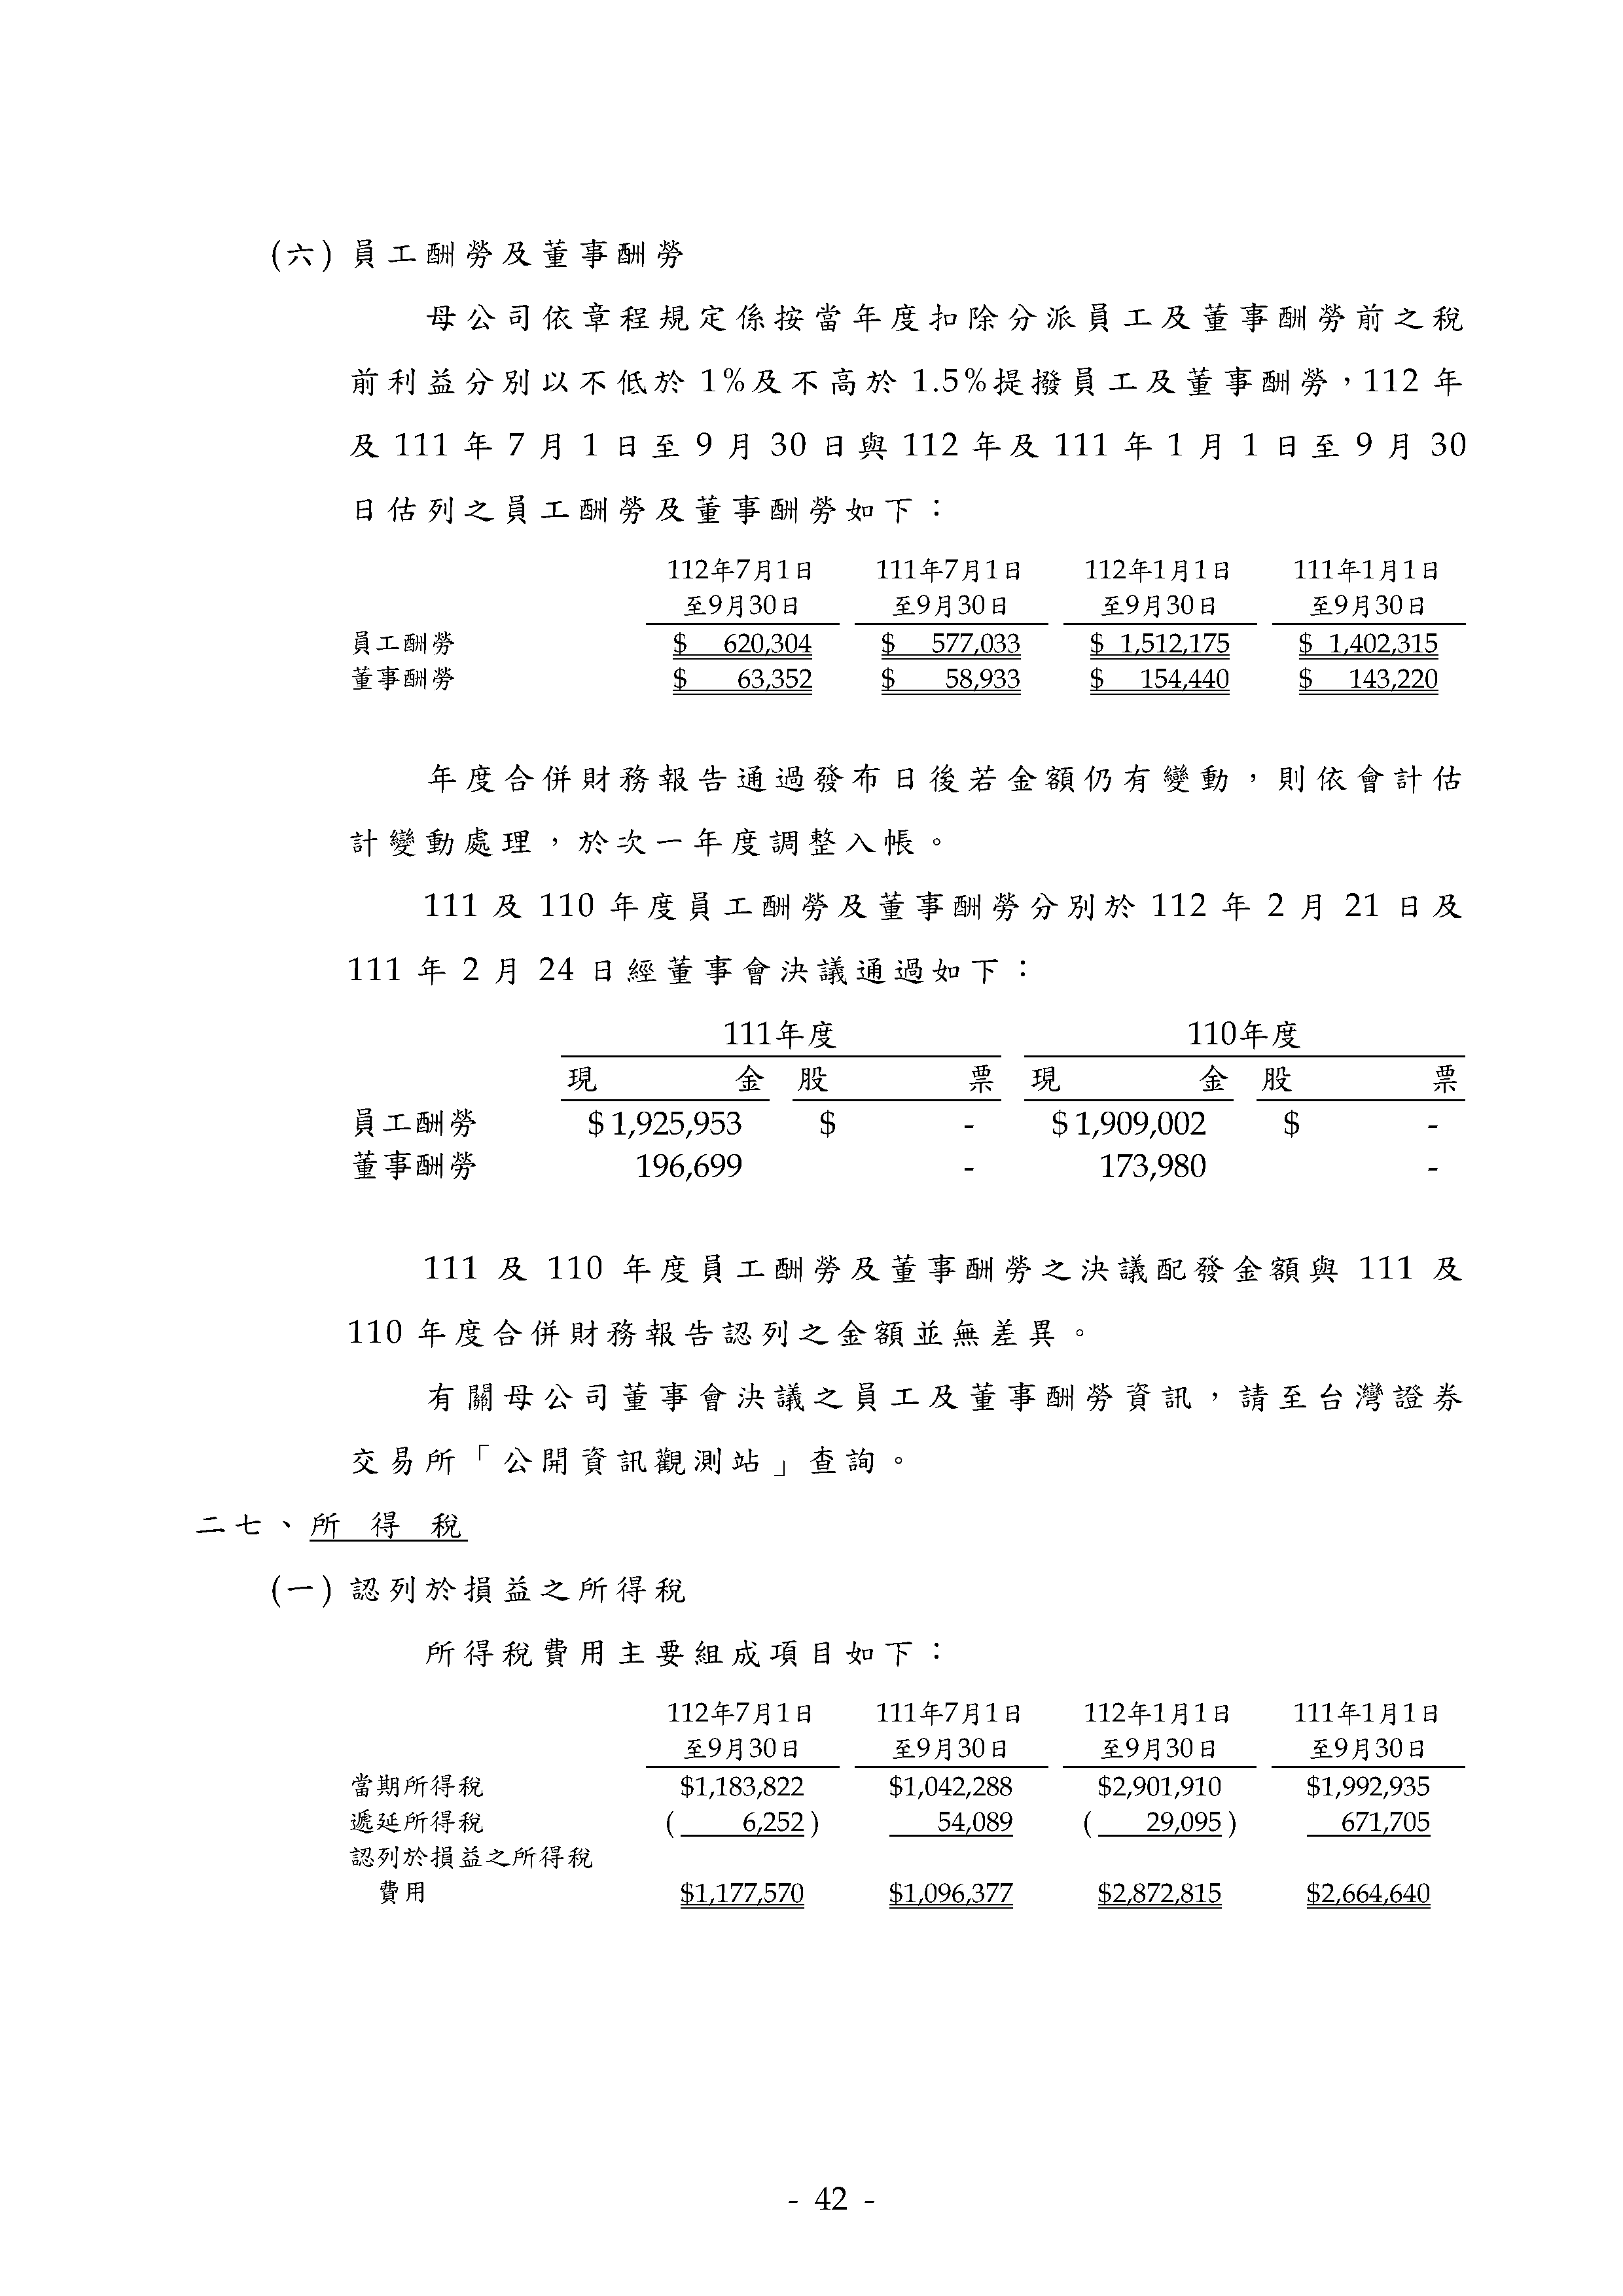 (六) 員工酬勞及董事酬勞
母公司依章程規定係按當年度扣除分派員工及董事酬勞前之稅
前利益分別以不低於 1%及不高於 1.5%提撥員工及董事酬勞，112 年
及 111 年 7 月 1 日至 9 月 30 日與 112 年及 111 年 1 月 1 日至 9 月 30
日估列之員工酬勞及董事酬勞如下：
112年7月1日 111年7月1日 112年1月1日 111年1月1日
至9月30日 至9月30日 至9月30日 至9月30日
員工酬勞 $ 620,304 $ 577,033 $ 1,512,175 $ 1,402,315
董事酬勞 $ 63,352 $ 58,933 $ 154,440 $ 143,220
年度合併財務報告通過發布日後若金額仍有變動，則依會計估
計變動處理，於次一年度調整入帳。
111 及 110 年度員工酬勞及董事酬勞分別於 112 年 2 月 21 日及
111 年 2 月 24 日經董事會決議通過如下：
111年度 110年度
現 金 股 票 現 金 股 票
員工酬勞 $ 1,925,953 $ - $ 1,909,002 $ -
董事酬勞 196,699 - 173,980 -
111 及 110 年度員工酬勞及董事酬勞之決議配發金額與 111 及
110 年度合併財務報告認列之金額並無差異。
有關母公司董事會決議之員工及董事酬勞資訊，請至台灣證券
交易所「公開資訊觀測站」查詢。
二七、所 得 稅
(一) 認列於損益之所得稅
所得稅費用主要組成項目如下：
112年7月1日 111年7月1日 112年1月1日 111年1月1日
至9月30日 至9月30日 至9月30日 至9月30日
當期所得稅 $1,183,822 $1,042,288 $2,901,910 $1,992,935
遞延所得稅 ( 6,252 ) 54,089 ( 29,095 ) 671,705
認列於損益之所得稅
費用 $1,177,570 $1,096,377 $2,872,815 $2,664,640
- 42 -